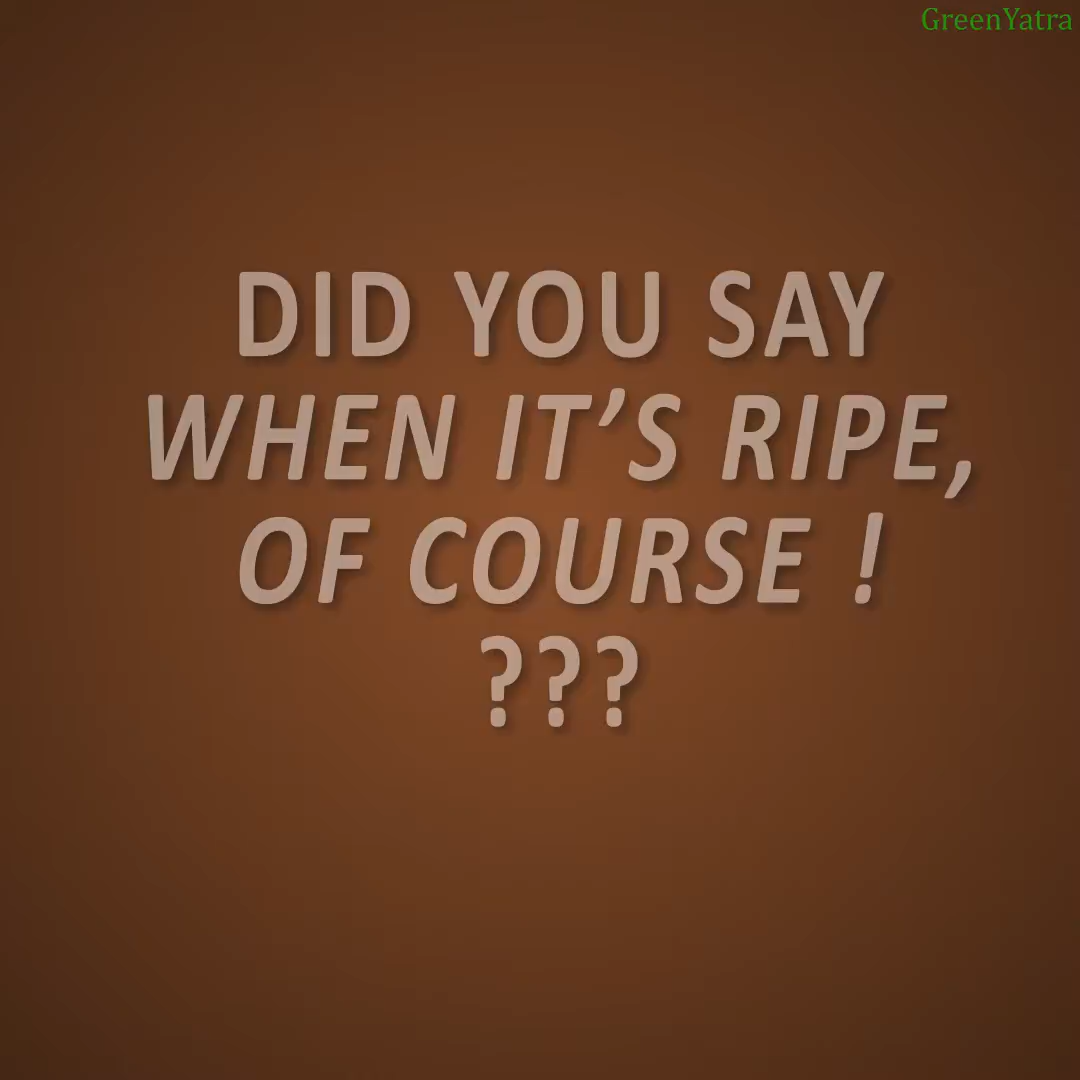 GreenYatra
DID YOU SAY
WHEN IT’S RIPE,
OF COURSE !
???